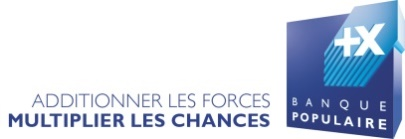 ADDITIONNER LES FORCES
MULTIPLIER LES CHANCES
+X
BANQUE
POPULAIRE